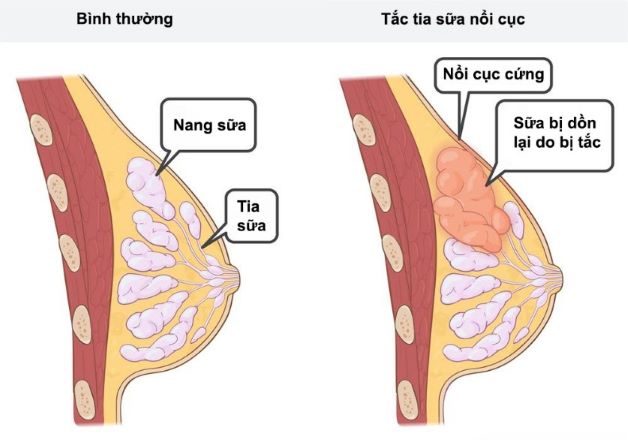 Bình thường
Tắc tia sữa nổi cục
Nổi cục cứng
Nang sữa
Sữa bị dồn
lại do bị tắc
Tia
sữa